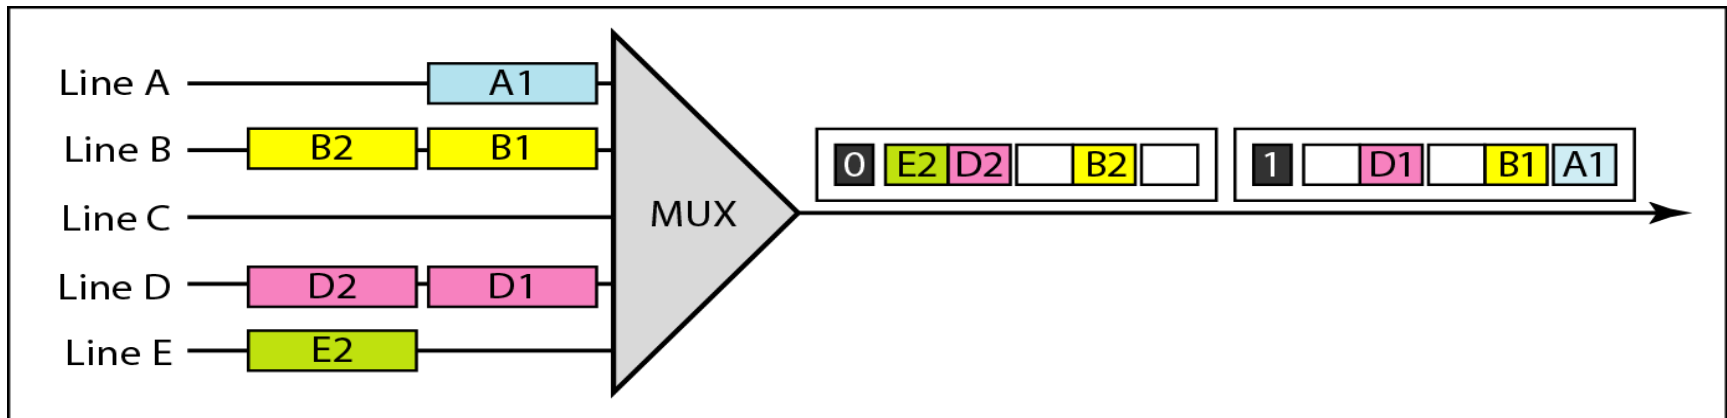 Line A A1
Line B B2 B1
0 E2 D2 B2 1 D1 B1 A1
Line C MUX
Line D D2 D1
Line E E2